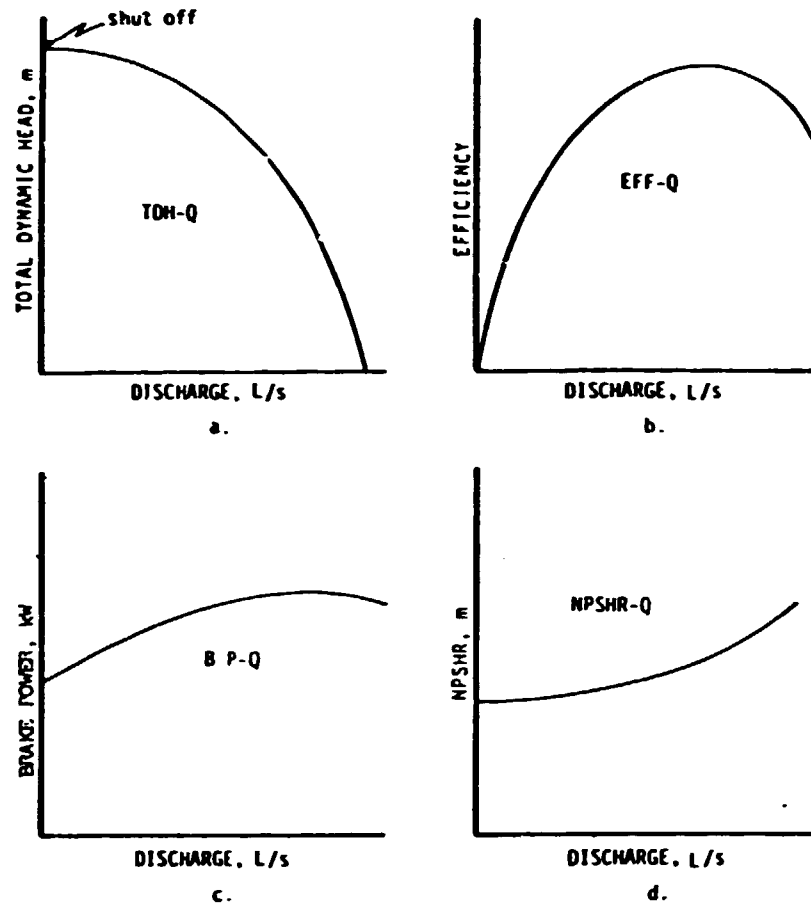 shut off
TOTAL DYNAMIC HEAD, m
TDH-Q
DISCHARGE, L/s
a.
EFFICIENCY
EFF-Q
DISCHARGE, L/s
b.
BRAKE POWER, kW
B P-Q
DISCHARGE, L/s
c.
NPSHR, m
NPSHR-Q
DISCHARGE, L/s
d.